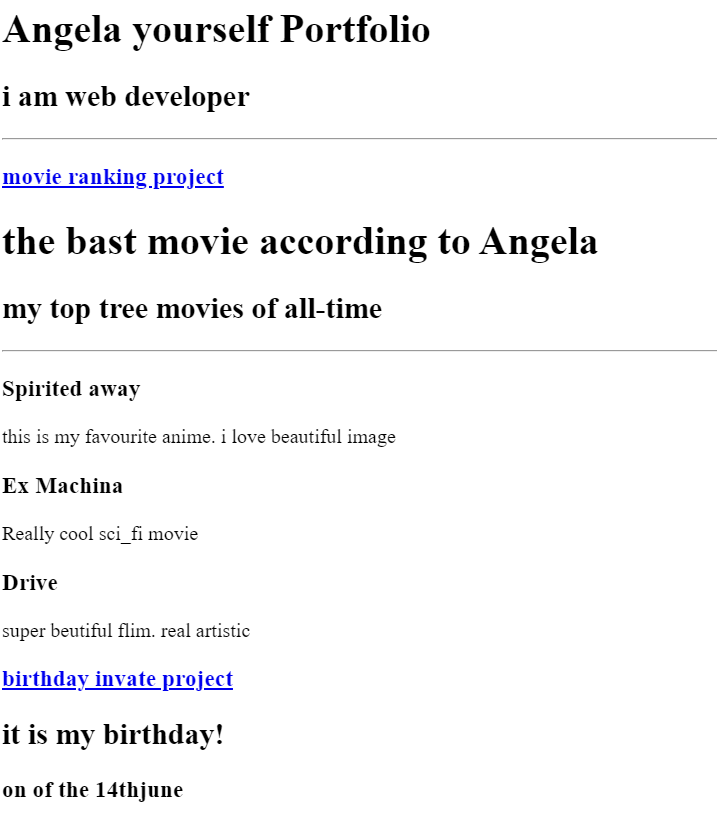 Angela yourself Portfolio
i am web developer
movie ranking project
the bast movie according to Angela
my top tree movies of all-time
Spirited away
this is my favourite anime. i love beautiful image
Ex Machina
Really cool sci_fi movie
Drive
super beutiful flim. real artistic
birthday invate project
it is my birthday!
on of the 14thjune